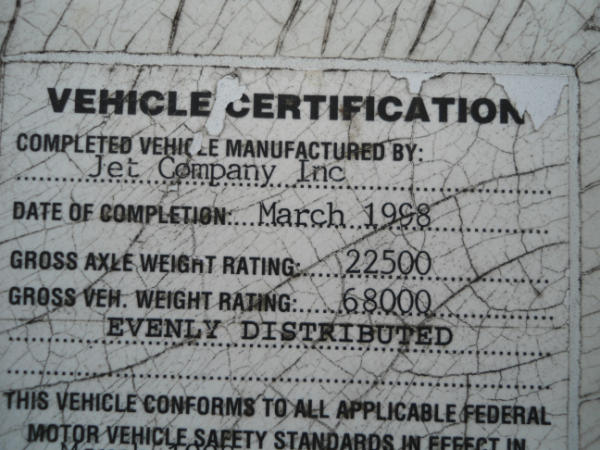 VEHICLE CERTIFICATION
COMPLETED VEHICLE MANUFACTURED BY:
Jet Company Inc
DATE OF COMPLETION: March 1998
GROSS AXLE WEIGHT RATING: 22500
GROSS VEH. WEIGHT RATING: 68000
EVENLY DISTRIBUTED
THIS VEHICLE CONFORMS TO ALL APPLICABLE FEDERAL
MOTOR VEHICLE SAFETY STANDARDS IN EFFECT IN